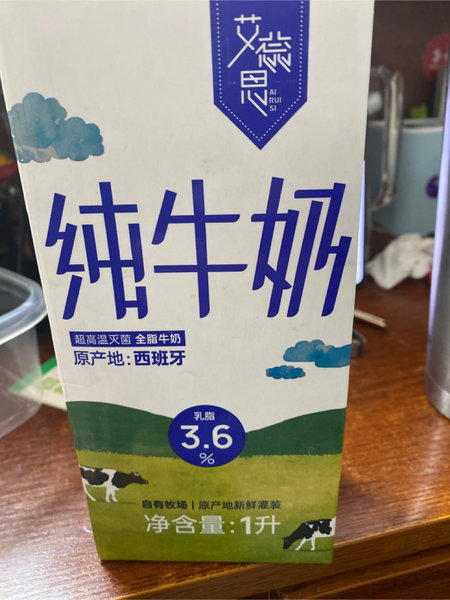 艾蕊思
AI RUI SI
纯牛奶
超高温灭菌 全脂牛奶
原产地:西班牙
乳脂
3.6
%
自有牧场 | 原产地新鲜灌装
净含量:1升